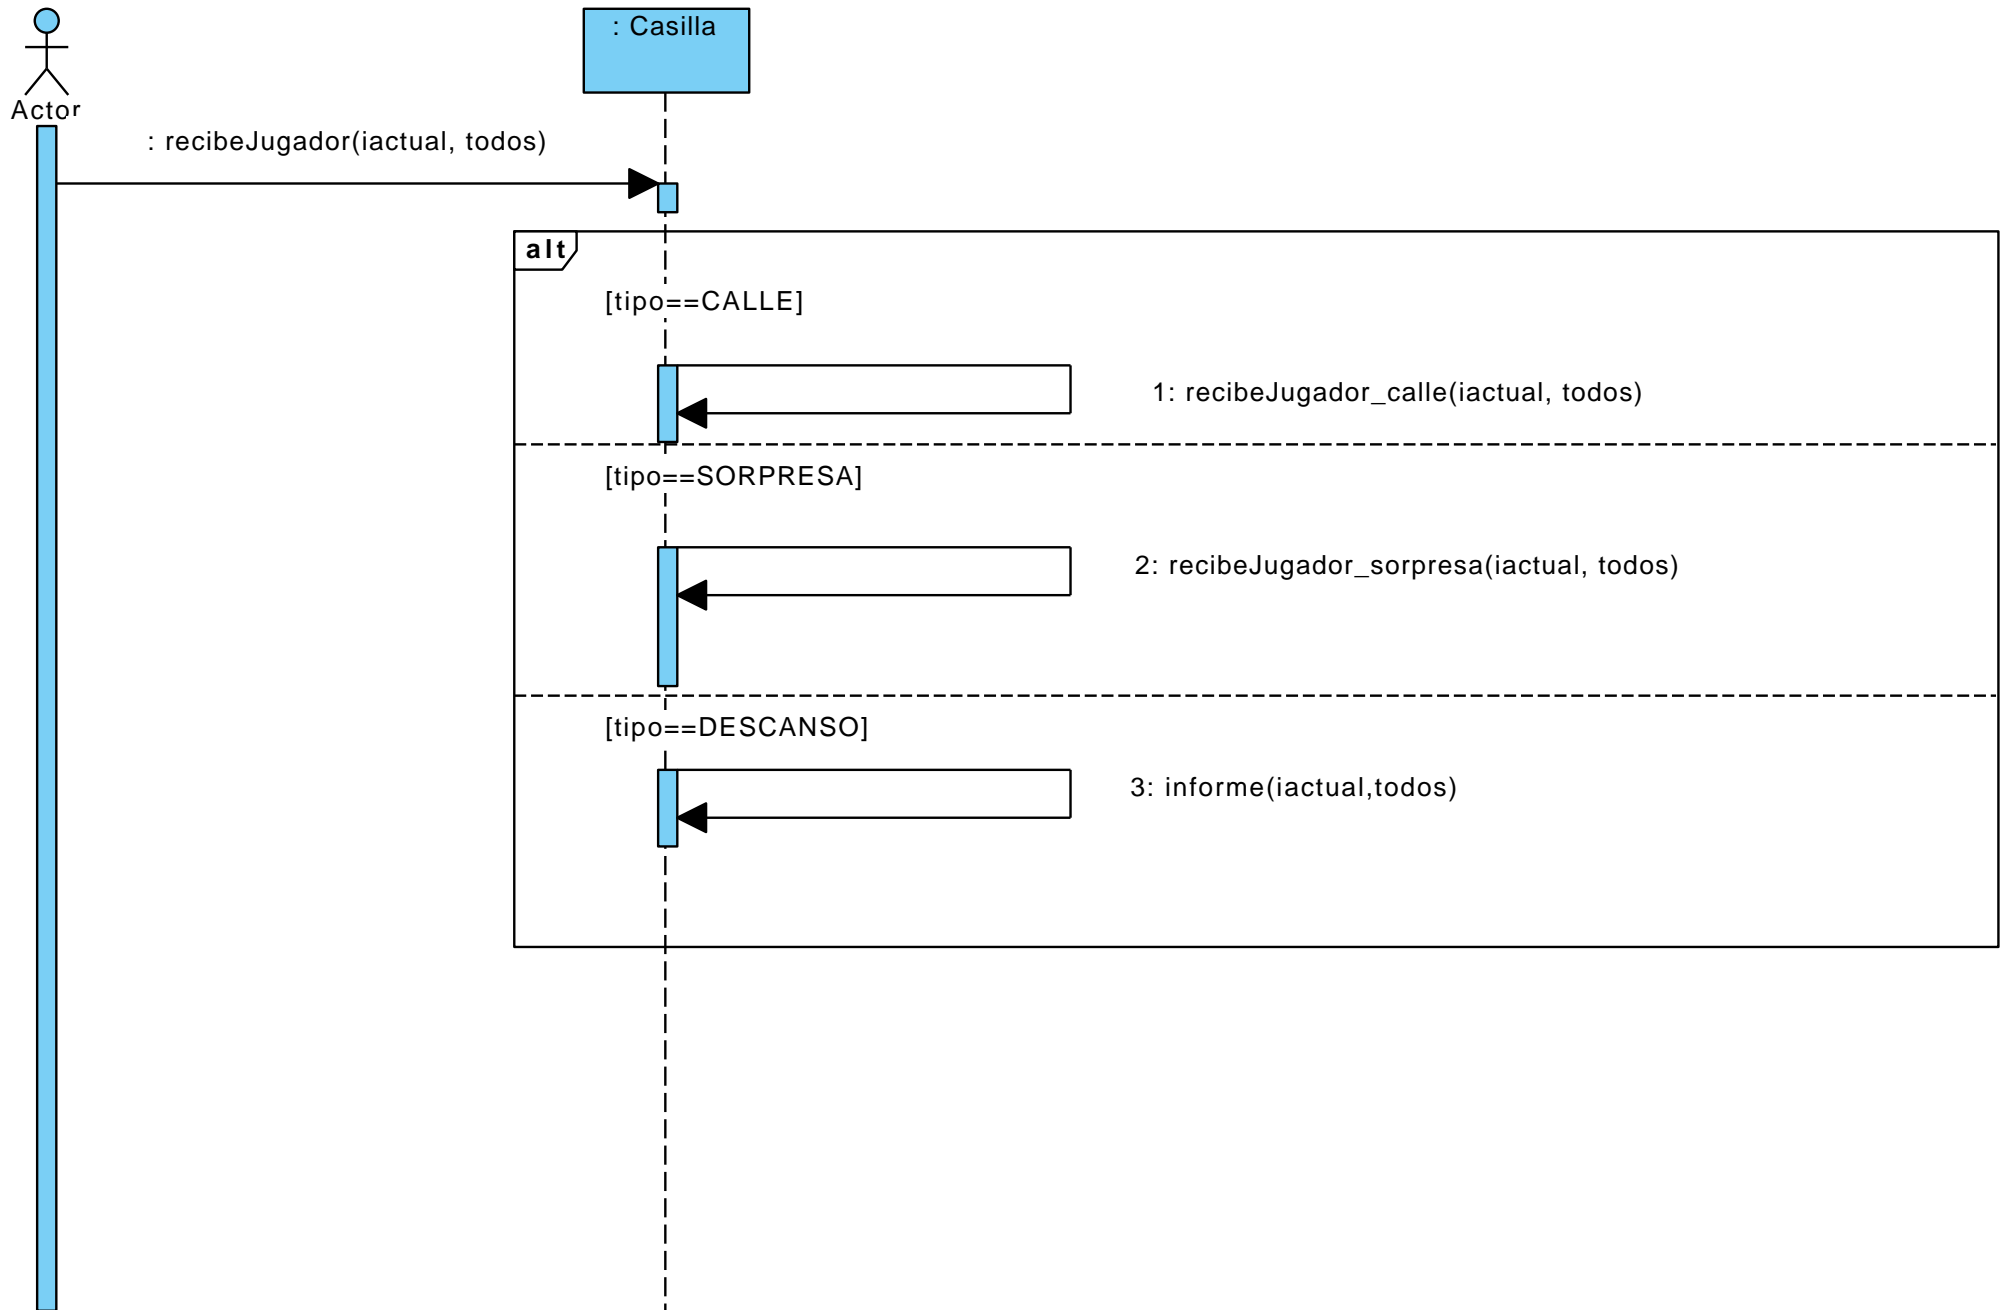 : Casilla
Actor
: recibeJugador(iactual, todos)
alt
[tipo==CALLE]
1: recibeJugador_calle(iactual, todos)
[tipo==SORPRESA]
2: recibeJugador_sorpresa(iactual, todos)
[tipo==DESCANSO]
3: informe(iactual,todos)